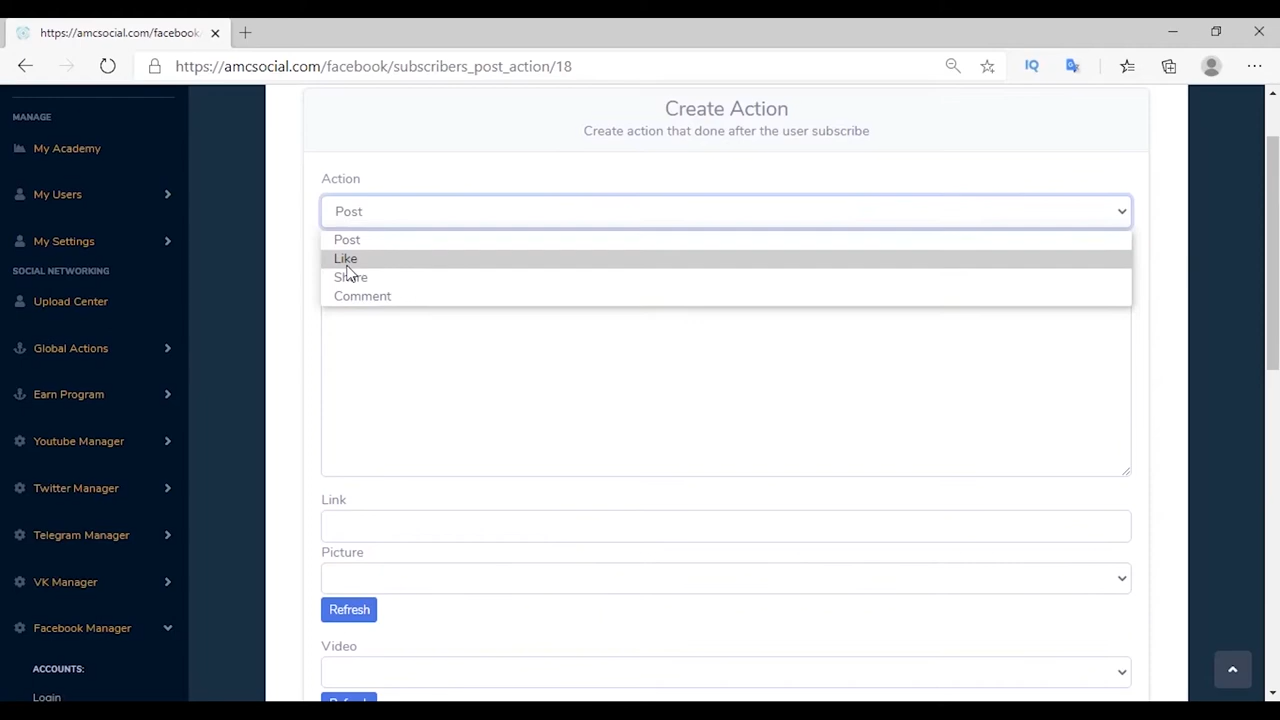 https://amcsocial.com/facebook
https://amcsocial.com/facebook/subscribers_post_action/18
IQ
MANAGE
My Academy
My Users
My Settings
SOCIAL NETWORKING
Upload Center
Global Actions
Earn Program
Youtube Manager
Twitter Manager
Telegram Manager
VK Manager
Facebook Manager
ACCOUNTS:
Login
Create Action
Create action that done after the user subscribe
Action
Post
Post
Like
Share
Comment
Link
Picture
Refresh
Video
Refresh